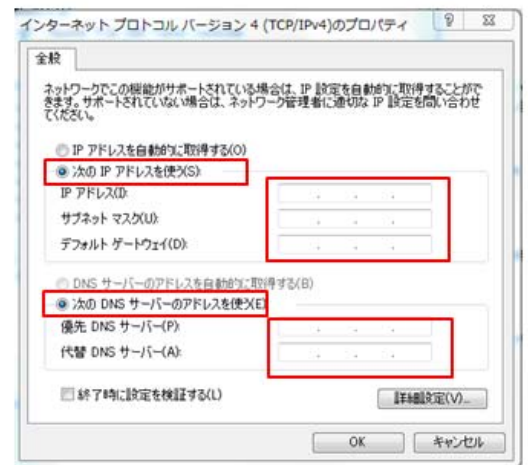 インターネット プロトコル バージョン 4 (TCP/IPv4)のプロパティ
全般
ネットワークでこの機能がサポートされている場合は、IP 設定を自動的に取得することがで
きます。サポートされていない場合は、ネットワーク管理者に適切な IP 設定を問い合わせ
てください。
IP アドレスを自動的に取得する(O)
次の IP アドレスを使う(S):
IP アドレス(I):
サブネット マスク(U):
デフォルト ゲートウェイ(D):
DNS サーバーのアドレスを自動的に取得する(B)
次の DNS サーバーのアドレスを使う(E):
優先 DNS サーバー(P):
代替 DNS サーバー(A):
終了時に設定を検証する(L)
詳細設定(V)...
OK
キャンセル